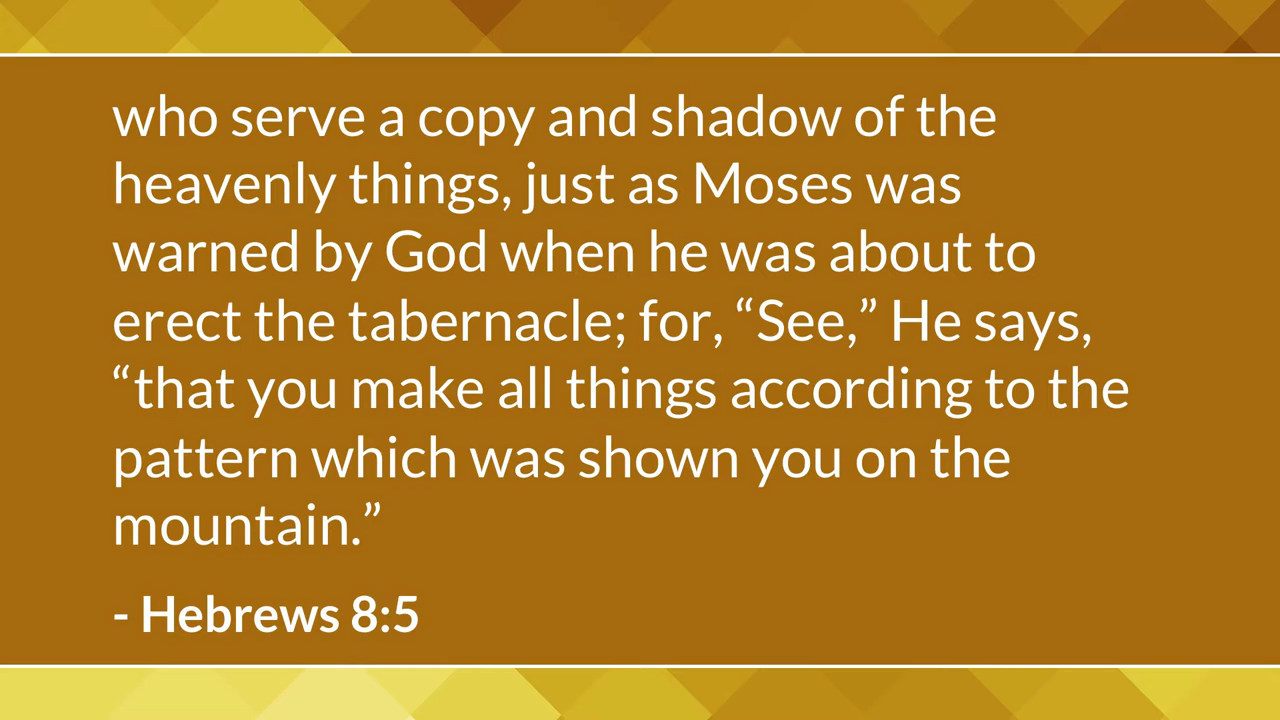 who serve a copy and shadow of the
heavenly things, just as Moses was
warned by God when he was about to
erect the tabernacle; for, “See,” He says,
“that you make all things according to the
pattern which was shown you on the
mountain.”
- Hebrews 8:5